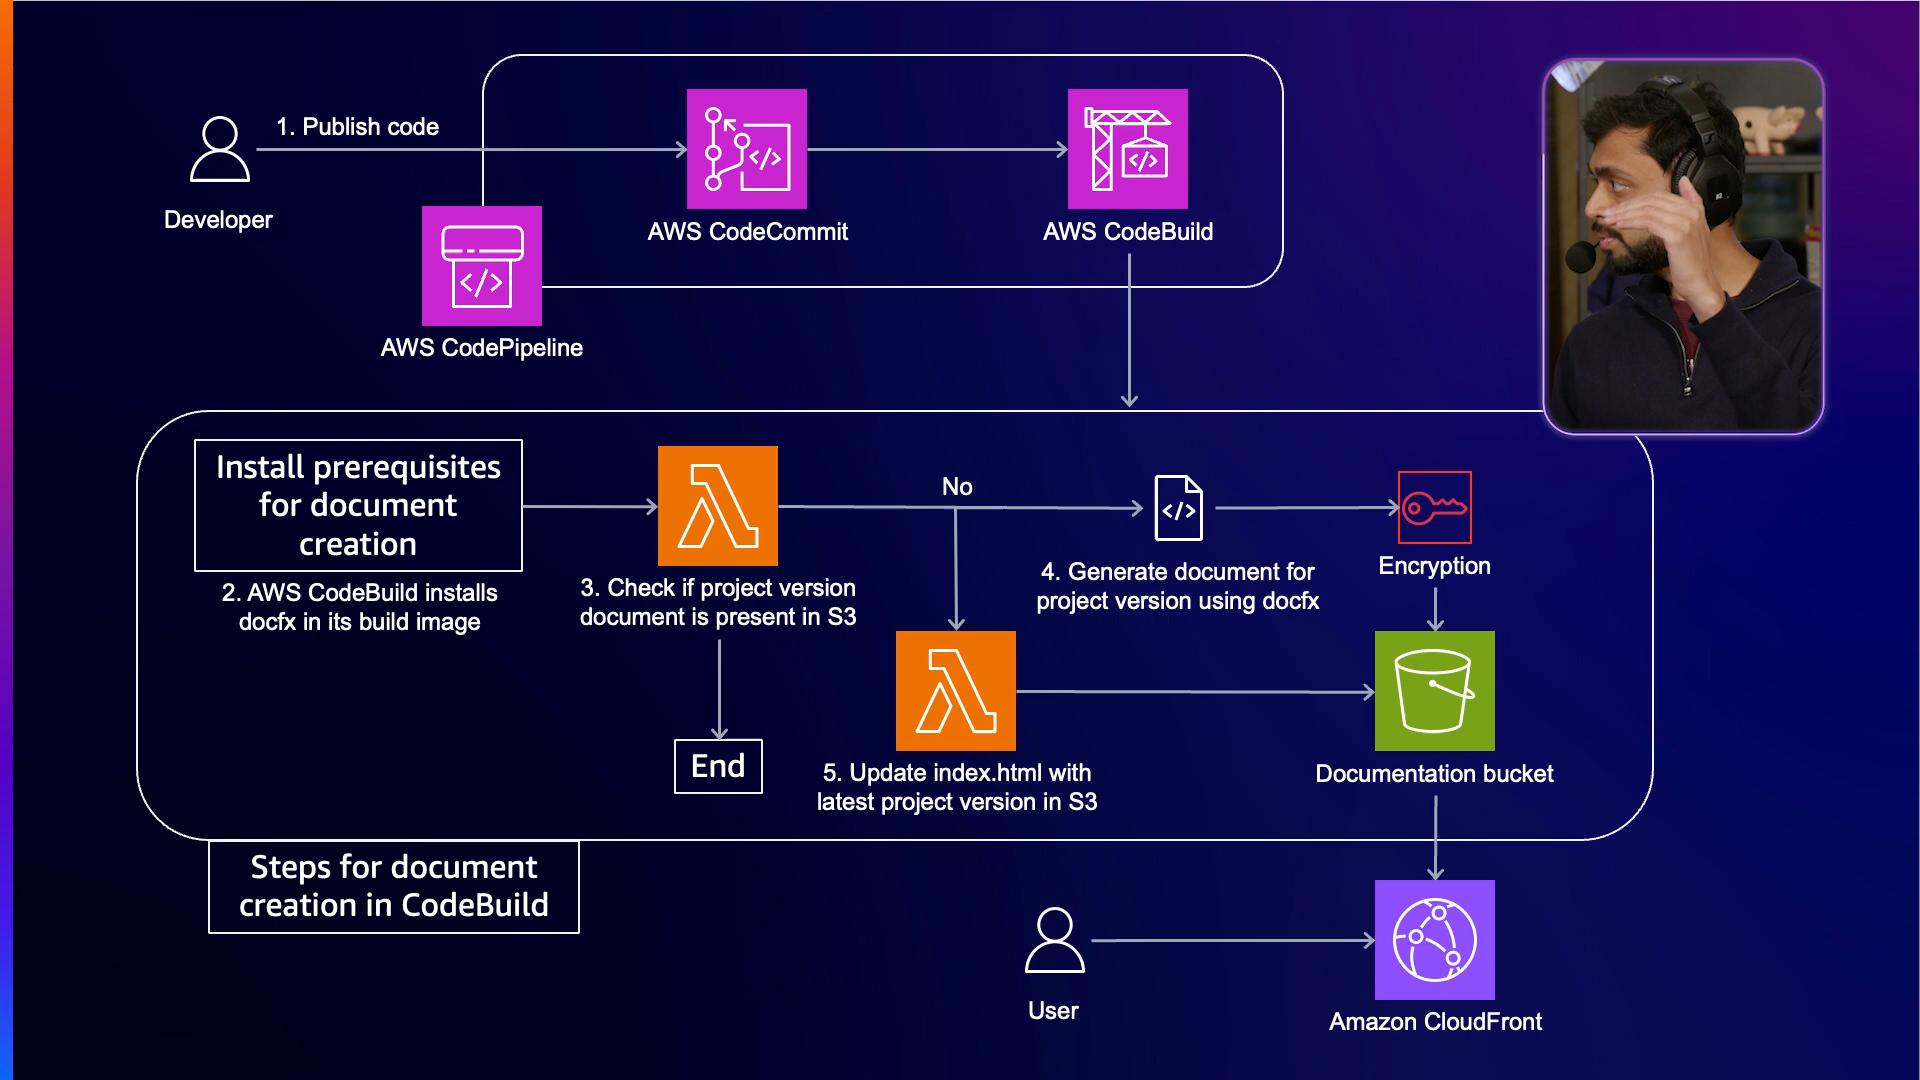 1. Publish code
Developer
AWS CodeCommit
AWS CodeBuild
AWS CodePipeline
Install prerequisites
for document
creation
2. AWS CodeBuild installs
docfx in its build image
3. Check if project version
document is present in S3
No
4. Generate document for
project version using docfx
Encryption
End
5. Update index.html with
latest project version in S3
Documentation bucket
Steps for document
creation in CodeBuild
User
Amazon CloudFront